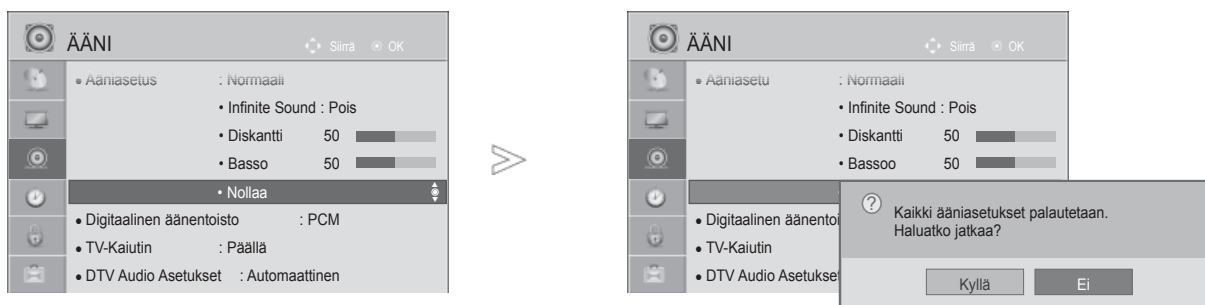 ÄÄNI Siirrä OK
• Ääniasetus : Normaali
• Infinite Sound : Pois
• Diskantti 50
• Basso 50
• Nollaa
• Digitaalinen äänentoisto : PCM
• TV-Kaiutin : Päällä
• DTV Audio Asetukset : Automaattinen
ÄÄNI Siirrä OK
• Ääniasetu : Normaali
• Infinite Sound : Pois
• Diskantti 50
• Bassoo 50
• Digitaalinen äänentoi
• TV-Kaiutin
• DTV Audio Asetukset
? Kaikki ääniasetukset palautetaan.
Haluatko jatkaa?
Kyllä Ei